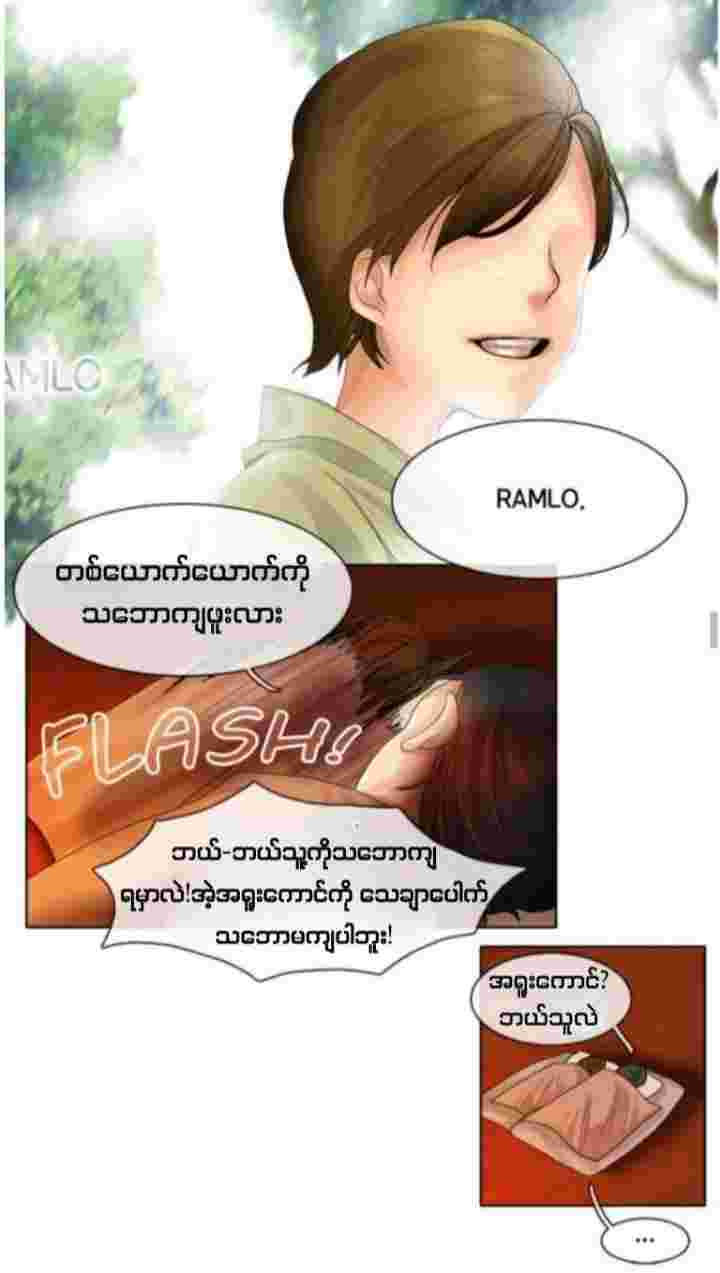 AMLO
RAMLO,
တစ်ယောက်ယောက်ကို
သဘောကျဖူးလား
FLASH!
ဘယ်-ဘယ်သူ့ကိုသဘောကျ
ရမှာလဲ!အဲ့အရူးကောင်ကို သေချာပေါက်
သဘောမကျပါဘူး!
အရူးကောင်?
ဘယ်သူလဲ
...